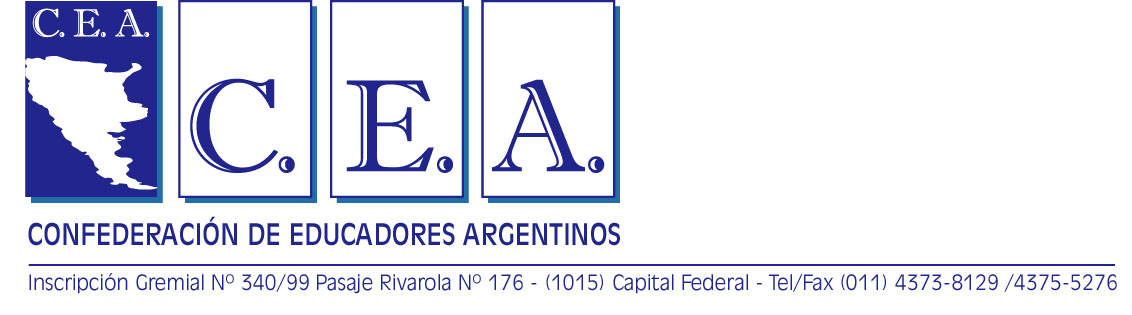 C. E. A.
C. E. A.
CONFEDERACIÓN DE EDUCADORES ARGENTINOS
Inscripción Gremial Nº 340/99 Pasaje Rivarola Nº 176 - (1015) Capital Federal - Tel/Fax (011) 4373-8129 /4375-5276